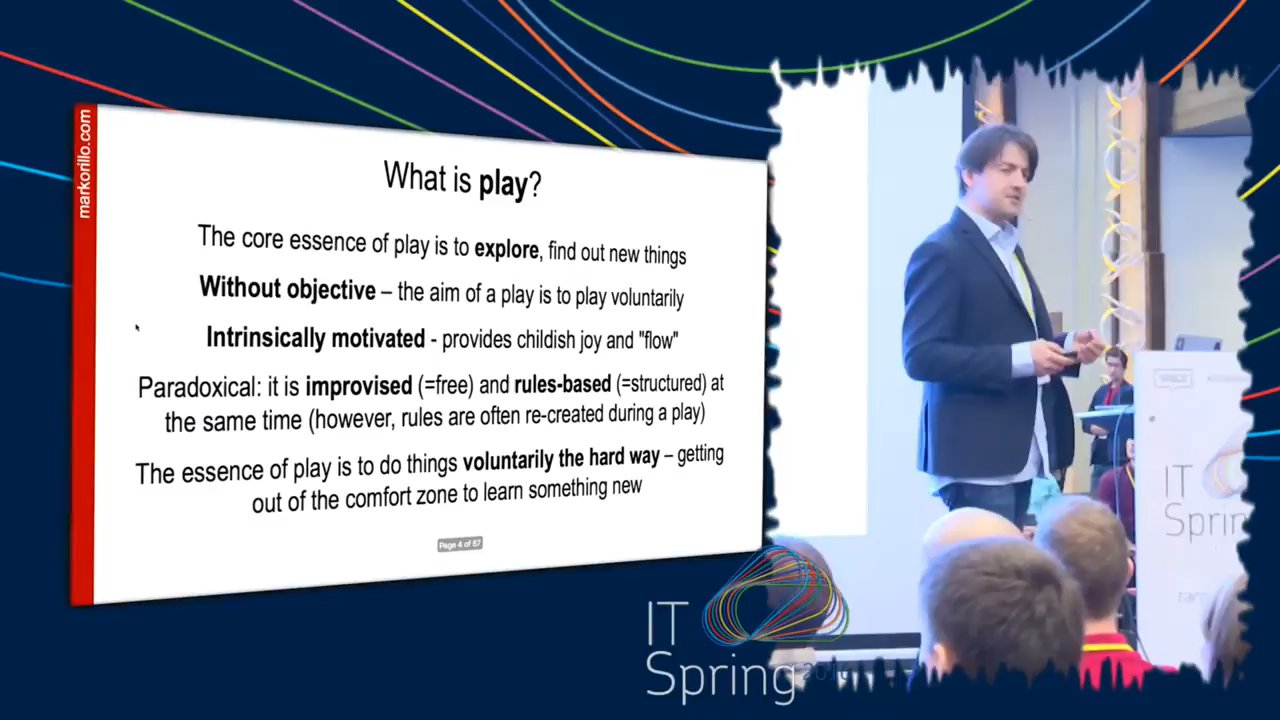 markorillo.com
What is play?
The core essence of play is to explore, find out new things
Without objective – the aim of a play is to play voluntarily
Intrinsically motivated - provides childish joy and "flow"
Paradoxical: it is improvised (=free) and rules-based (=structured) at
the same time (however, rules are often re-created during a play)
The essence of play is to do things voluntarily the hard way – getting
out of the comfort zone to learn something new
Page 4 of 57
IT
Spring
IT
Sprin